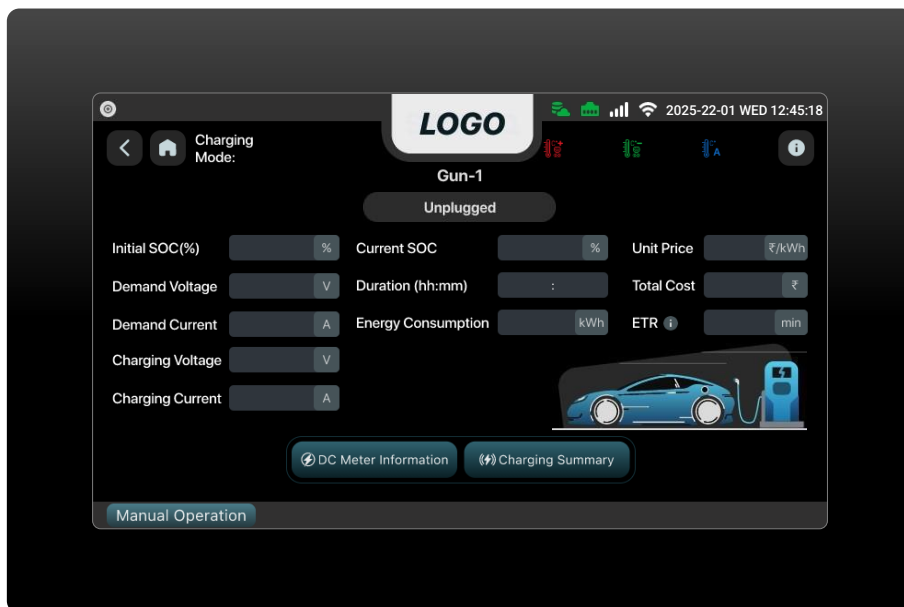 LOGO
2025-22-01 WED 12:45:18
Charging
Mode:
A
Gun-1
Unplugged
Initial SOC(%) %
Current SOC %
Unit Price ₹/kWh
Demand Voltage V
Duration (hh:mm) :
Total Cost ₹
Demand Current A
Energy Consumption kWh
ETR i min
Charging Voltage V
Charging Current A
DC Meter Information
Charging Summary
Manual Operation